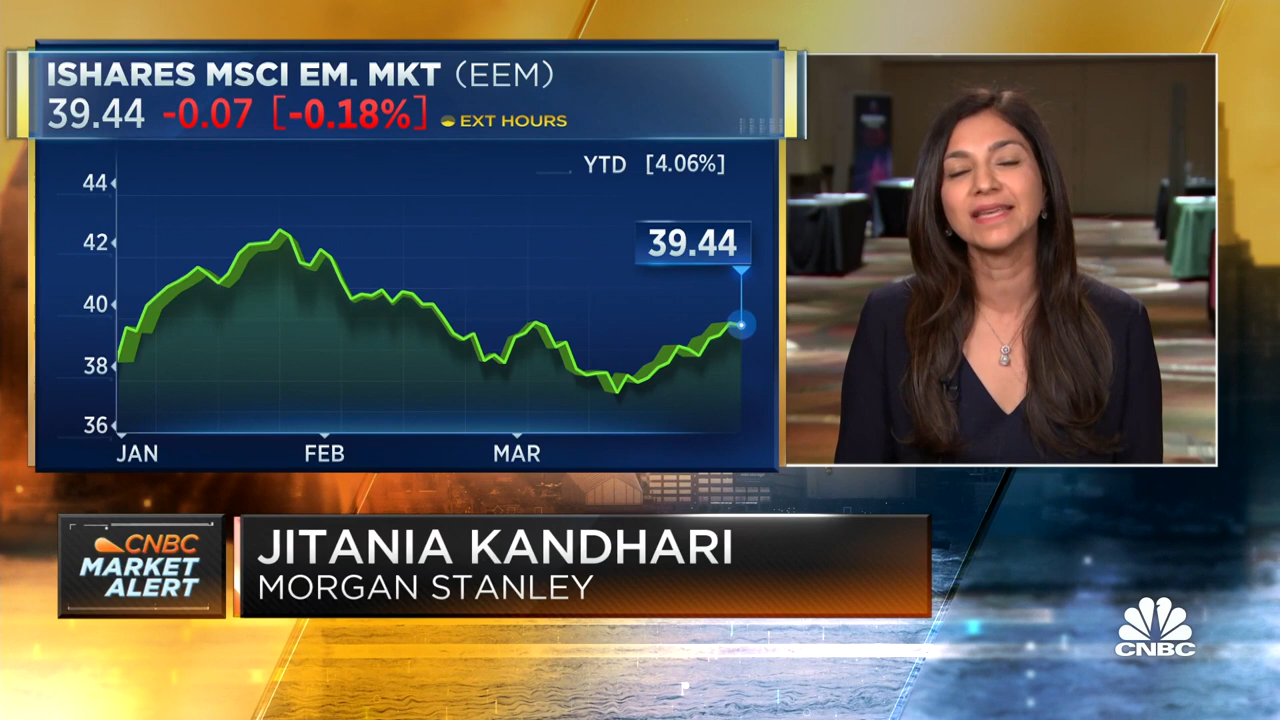 ISHARES MSCI EM. MKT (EEM)
39.44 -0.07 [-0.18%] EXT HOURS
YTD [4.06%]
44
42
40
38
36
39.44
JAN FEB MAR
CNBC
MARKET
ALERT
JITANIA KANDHARI
MORGAN STANLEY
CNBC